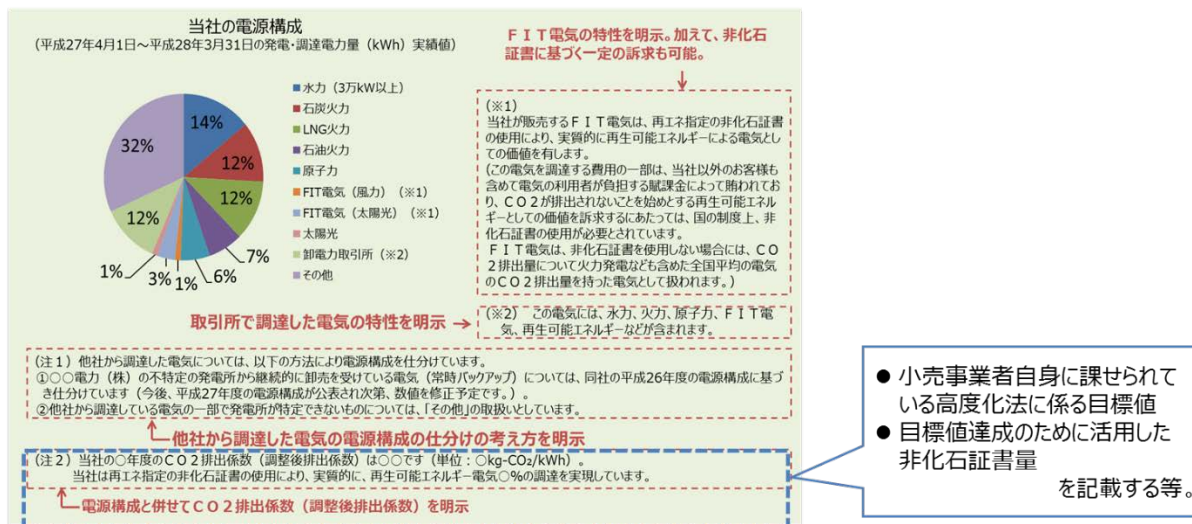 当社の電源構成
(平成27年4月1日~平成28年3月31日の発電・調達電力量(kWh)実績値)
FIT電気の特性を明示。加えて、非化石
証書に基づく一定の訴求も可能。
14%
12%
12%
7%
6%
1%
3%
1%
12%
32%
水力(3万kW以上)
石炭火力
LNG火力
石油火力
原子力
FIT電気(風力)(※1)
FIT電気(太陽光)(※1)
太陽光
卸電力取引所(※2)
その他
(※1)
当社が販売するFIT電気は、再エネ指定の非化石証書
の使用により、実質的に再生可能エネルギーによる電気とし
ての価値を有します。
(この電気を調達する費用の一部は、当社以外のお客様も
含めて電気の利用者が負担する賦課金によって賄われてお
り、CO2が排出されないことを始めとする再生可能エネル
ギーとしての価値を訴求するにあたっては、国の制度上、非
化石証書の使用が必要とされています。
FIT電気は、非化石証書を使用しない場合には、CO
2排出量について火力発電なども含めた全国平均の電気
のCO2排出量を持った電気として扱われます。)
取引所で調達した電気の特性を明示
(※2) この電気には、水力、火力、原子力、FIT電
気、再生可能エネルギーなどが含まれます。
(注1)他社から調達した電気については、以下の方法により電源構成を仕分けています。
①○○電力(株)の不特定の発電所から継続的に卸売を受けている電気(常時バックアップ)については、同社の平成26年度の電源構成に基づ
き仕分けています(今後、平成27年度の電源構成が公表され次第、数値を修正予定です。)。
②他社から調達している電気の一部で発電所が特定できないものについては、「その他」の取扱いとしています。
他社から調達した電気の電源構成の仕分けの考え方を明示
(注2)当社の○年度のCO2排出係数(調整後排出係数)は○○です(単位:○kg-CO₂/kWh)。
当社は再エネ指定の非化石証書の使用により、実質的に、再生可能エネルギー電気○%の調達を実現しています。
電源構成と併せてCO2排出係数(調整後排出係数)を明示
● 小売事業者自身に課せられて
いる高度化法に係る目標値
● 目標値達成のために活用した
非化石証書量
を記載する等。